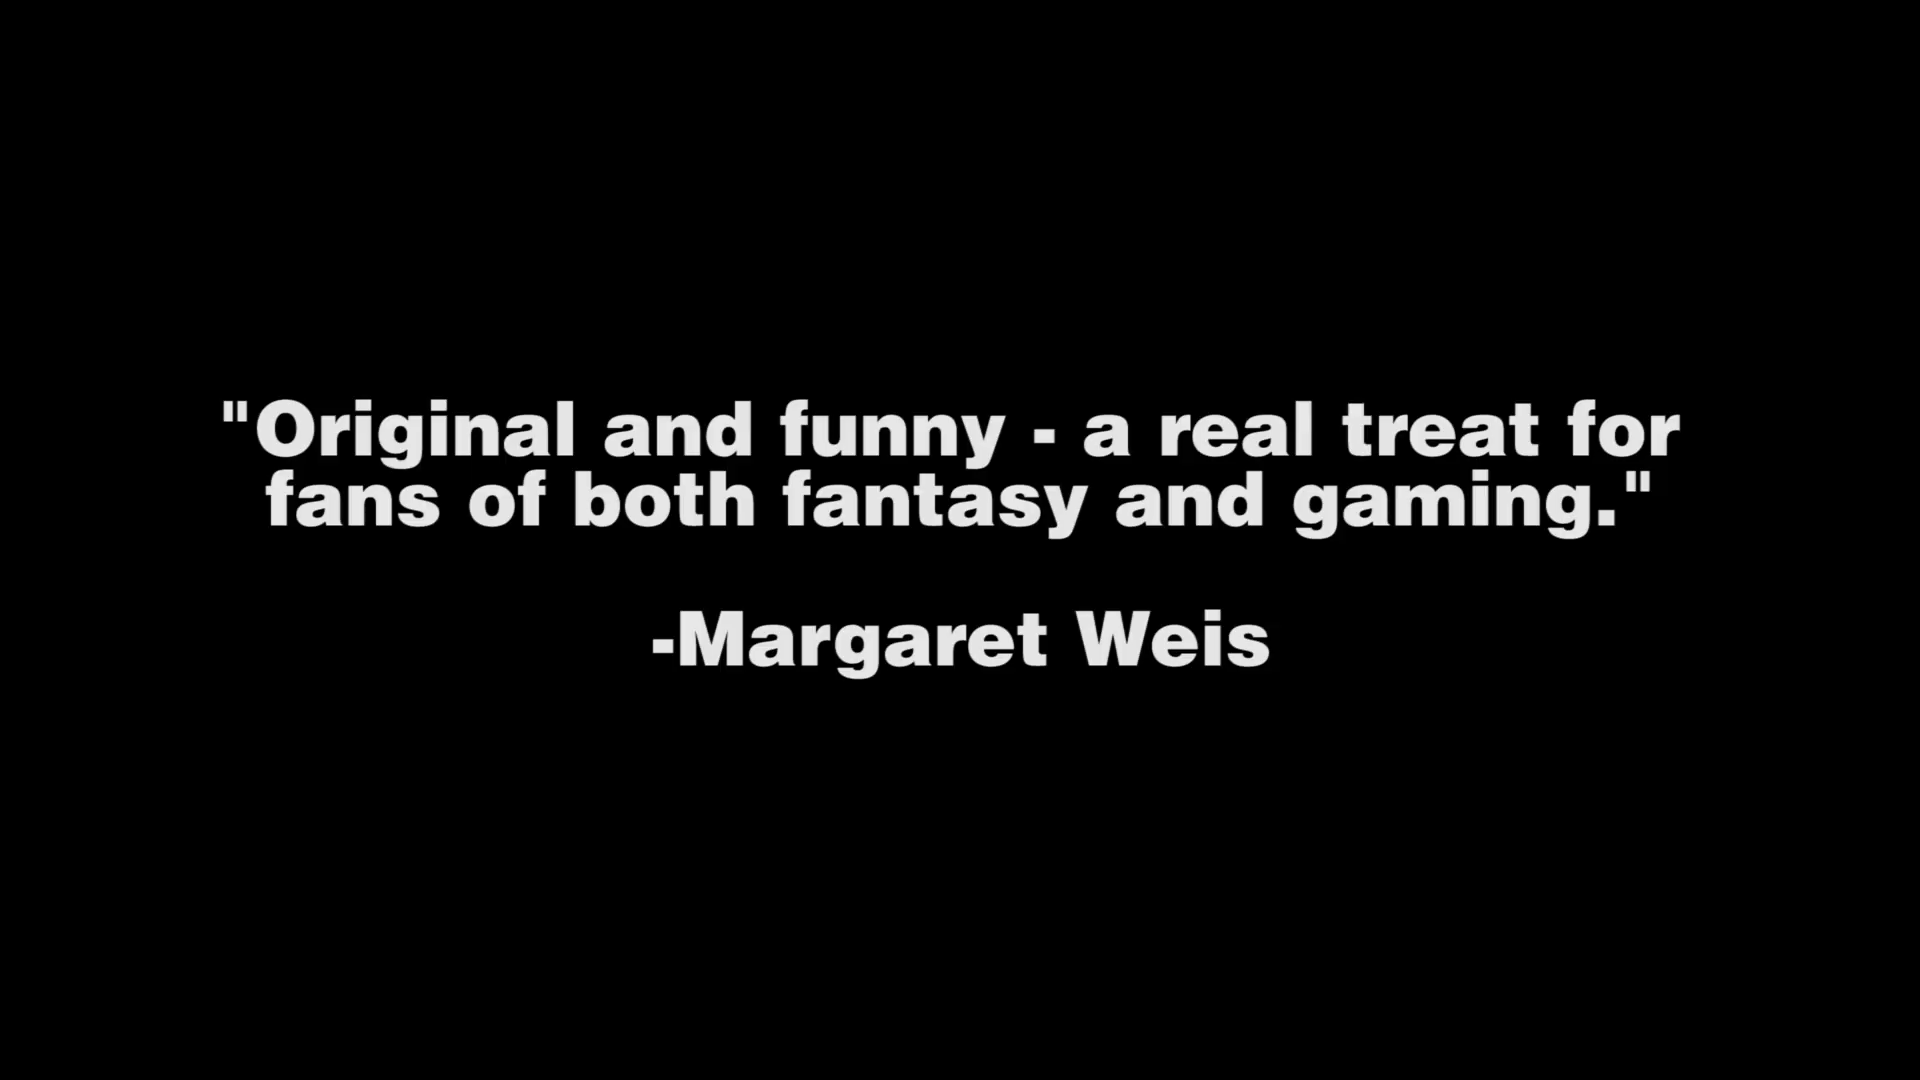 "Original and funny - a real treat for
fans of both fantasy and gaming."
-Margaret Weis